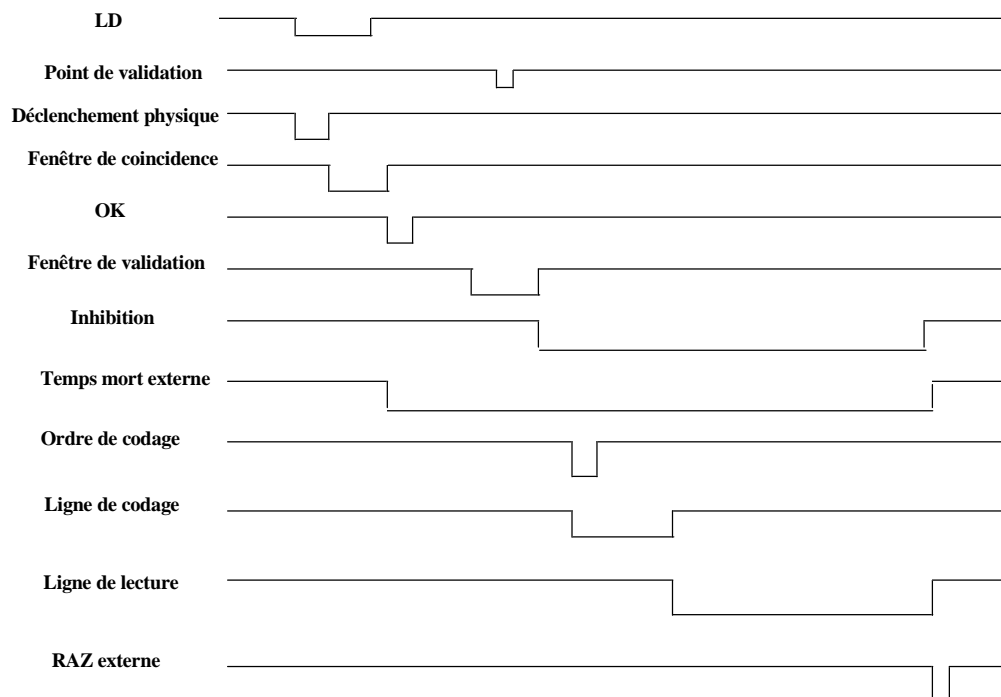 LD
Point de validation
Déclenchement physique
Fenêtre de coincidence
OK
Fenêtre de validation
Inhibition
Temps mort externe
Ordre de codage
Ligne de codage
Ligne de lecture
RAZ externe